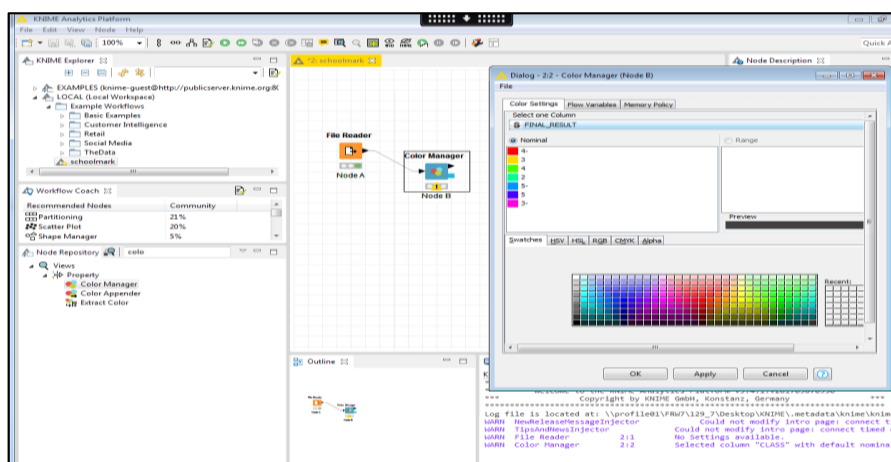 KNIME Analytics Platform
File Edit View Node Help
100%
Quick A
KNIME Explorer
EXAMPLES (knime-guest@http://publicserver.knime.org:80
LOCAL (Local Workspace)
Example Workflows
Basic Examples
Customer Intelligence
Retail
Social Media
TheData
schoolmark
Workflow Coach
Recommended Nodes Community
Partitioning 21%
Scatter Plot 20%
Shape Manager 5%
Node Repository colo
Views
Property
Color Manager
Color Appender
Extract Color
*2: schoolmark
File Reader
Node A
Color Manager
Node B
Outline
Node Description
Dialog - 2:2 - Color Manager (Node B)
File
Color Settings Flow Variables Memory Policy
Select one Column
S FINAL_RESULT
Nominal
Range
4-
3
4
2
5-
5
3-
Preview
Swatches HSV HSL RGB CMYK Alpha
Recent:
OK Apply Cancel
*** Copyright by KNIME GmbH, Konstanz, Germany ***
Log file is located at: \\profile01\FRW7\129_7\Desktop\KNIME\.metadata\knime\knime
WARN NewReleaseMessageInjector Could not modify intro page: connect t
WARN TipsAndNewsInjector Could not modify intro page: connect timed
WARN File Reader 2:1 No Settings available.
WARN Color Manager 2:2 Selected column "CLASS" with default nomina